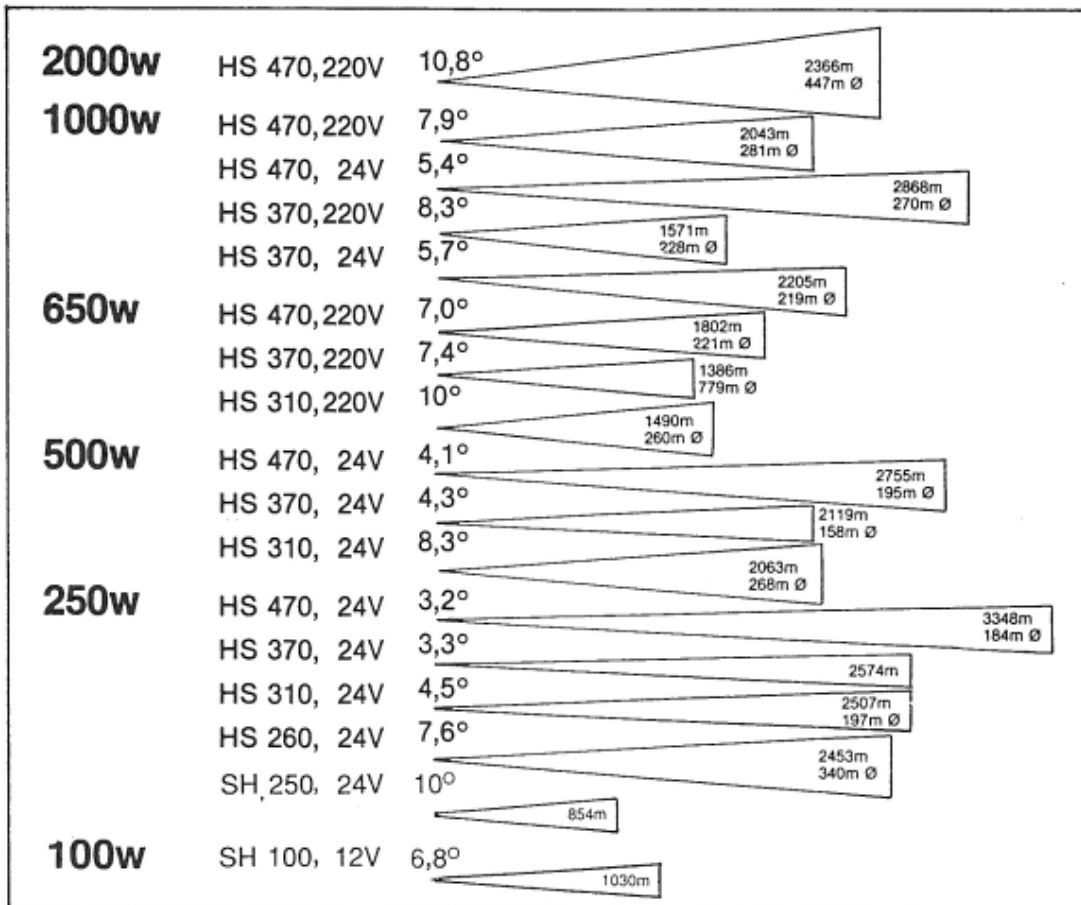 2000w HS 470,220V 10,8° 2366m
447m Ø
1000w HS 470,220V 7,9° 2043m
281m Ø
HS 470, 24V 5,4° 2868m
270m Ø
HS 370,220V 8,3° 1571m
228m Ø
HS 370, 24V 5,7° 2205m
219m Ø
650w HS 470,220V 7,0° 1802m
221m Ø
HS 370,220V 7,4° 1386m
779m Ø
HS 310,220V 10° 1490m
260m Ø
500w HS 470, 24V 4,1° 2755m
195m Ø
HS 370, 24V 4,3° 2119m
158m Ø
HS 310, 24V 8,3° 2063m
268m Ø
250w HS 470, 24V 3,2° 3348m
184m Ø
HS 370, 24V 3,3° 2574m
HS 310, 24V 4,5° 2507m
197m Ø
HS 260, 24V 7,6° 2453m
340m Ø
SH 250, 24V 10° 854m
100w SH 100, 12V 6,8° 1030m